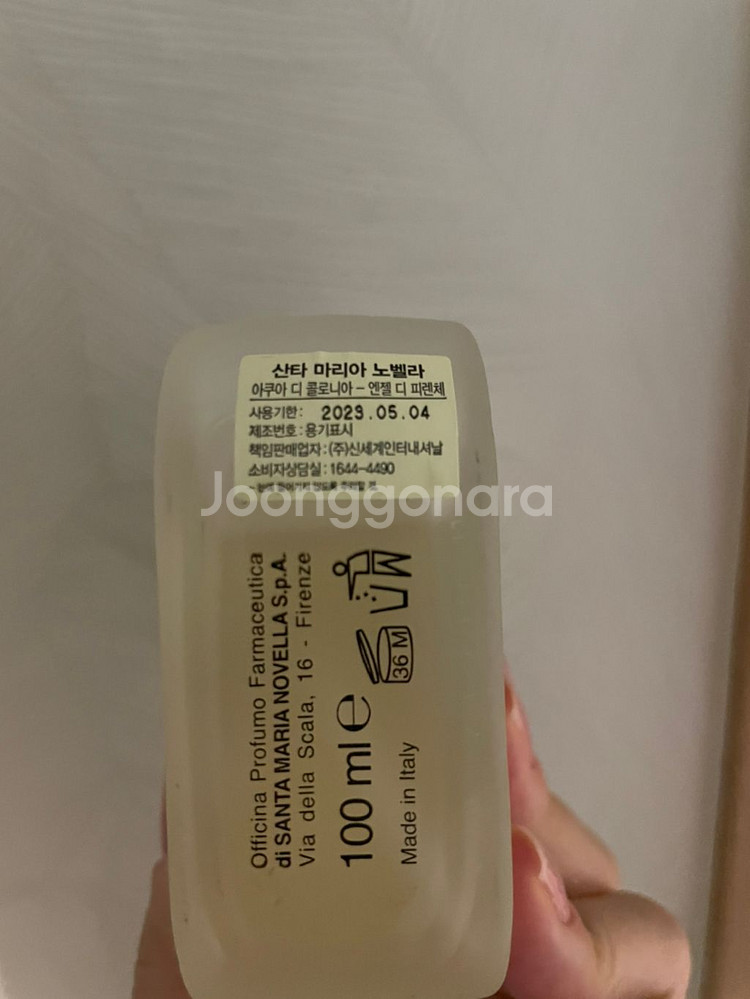 산타 마리아 노벨라
아쿠아 디 콜로니아 – 엔젤 디 피렌체
사용기한: 2023.05.04
제조번호: 용기표시
책임판매업자: (주)신세계인터내셔날
소비자상담실: 1644-4490
Joonggonara
Officina Profumo Farmaceutica
di SANTA MARIA NOVELLA S.p.A.
Via della Scala, 16 - Firenze
36 M
100 ml e
Made in Italy